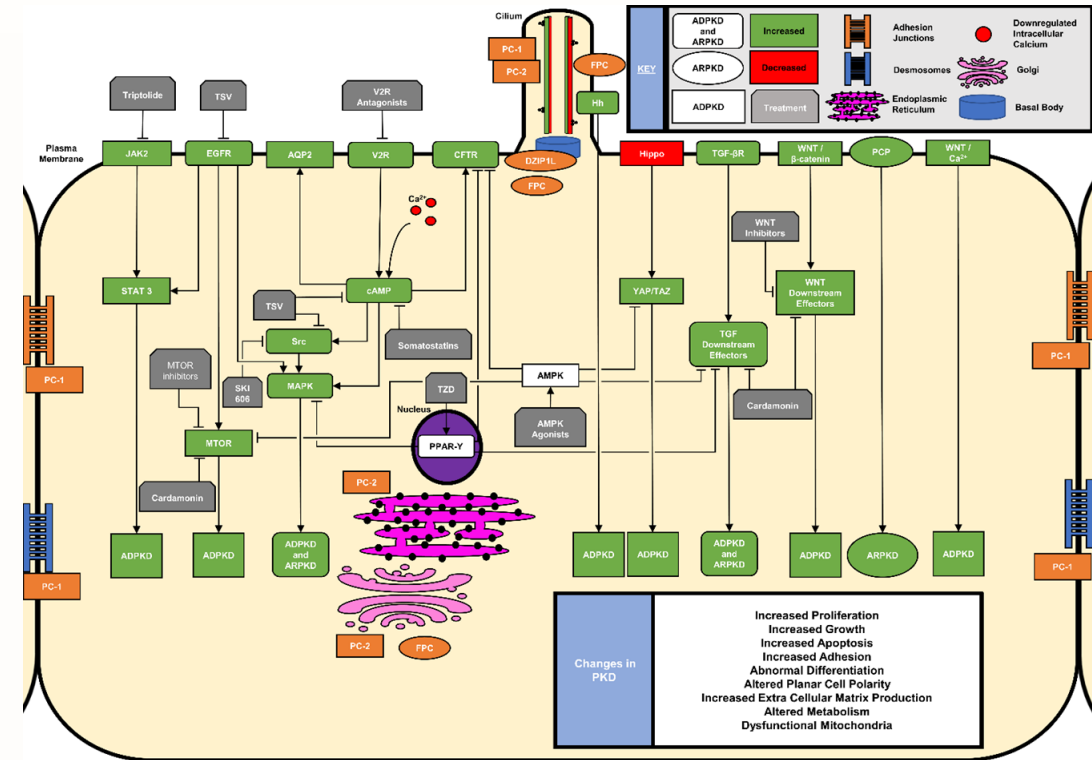 Cilium
PC-1
PC-2
FPC
Hh
KEY
ADPKD
and
ARPKD
Increased
Adhesion
Junctions
Downregulated
Intracellular
Calcium
ARPKD
Decreased
Desmosomes
Golgi
ADPKD
Treatment
Endoplasmic
Reticulum
Basal Body
Triptolide
TSV
V2R
Antagonists
Plasma
Membrane
JAK2
EGFR
AQP2
V2R
CFTR
DZIP1L
FPC
Hippo
TGF-βR
WNT /
β-catenin
PCP
WNT /
Ca²⁺
Ca²⁺
WNT
Inhibitors
STAT 3
cAMP
YAP/TAZ
WNT
Downstream
Effectors
TSV
Src
Somatostatins
TGF
Downstream
Effectors
PC-1
MTOR
inhibitors
SKI
606
MAPK
TZD
AMPK
PC-1
Nucleus
AMPK
Agonists
Cardamonin
MTOR
PPAR-Y
Cardamonin
PC-2
ADPKD
ADPKD
ADPKD
and
ARPKD
ADPKD
ADPKD
ADPKD
and
ARPKD
ADPKD
ARPKD
ADPKD
PC-1
PC-1
PC-2
FPC
Changes in
PKD
Increased Proliferation
Increased Growth
Increased Apoptosis
Increased Adhesion
Abnormal Differentiation
Altered Planar Cell Polarity
Increased Extra Cellular Matrix Production
Altered Metabolism
Dysfunctional Mitochondria